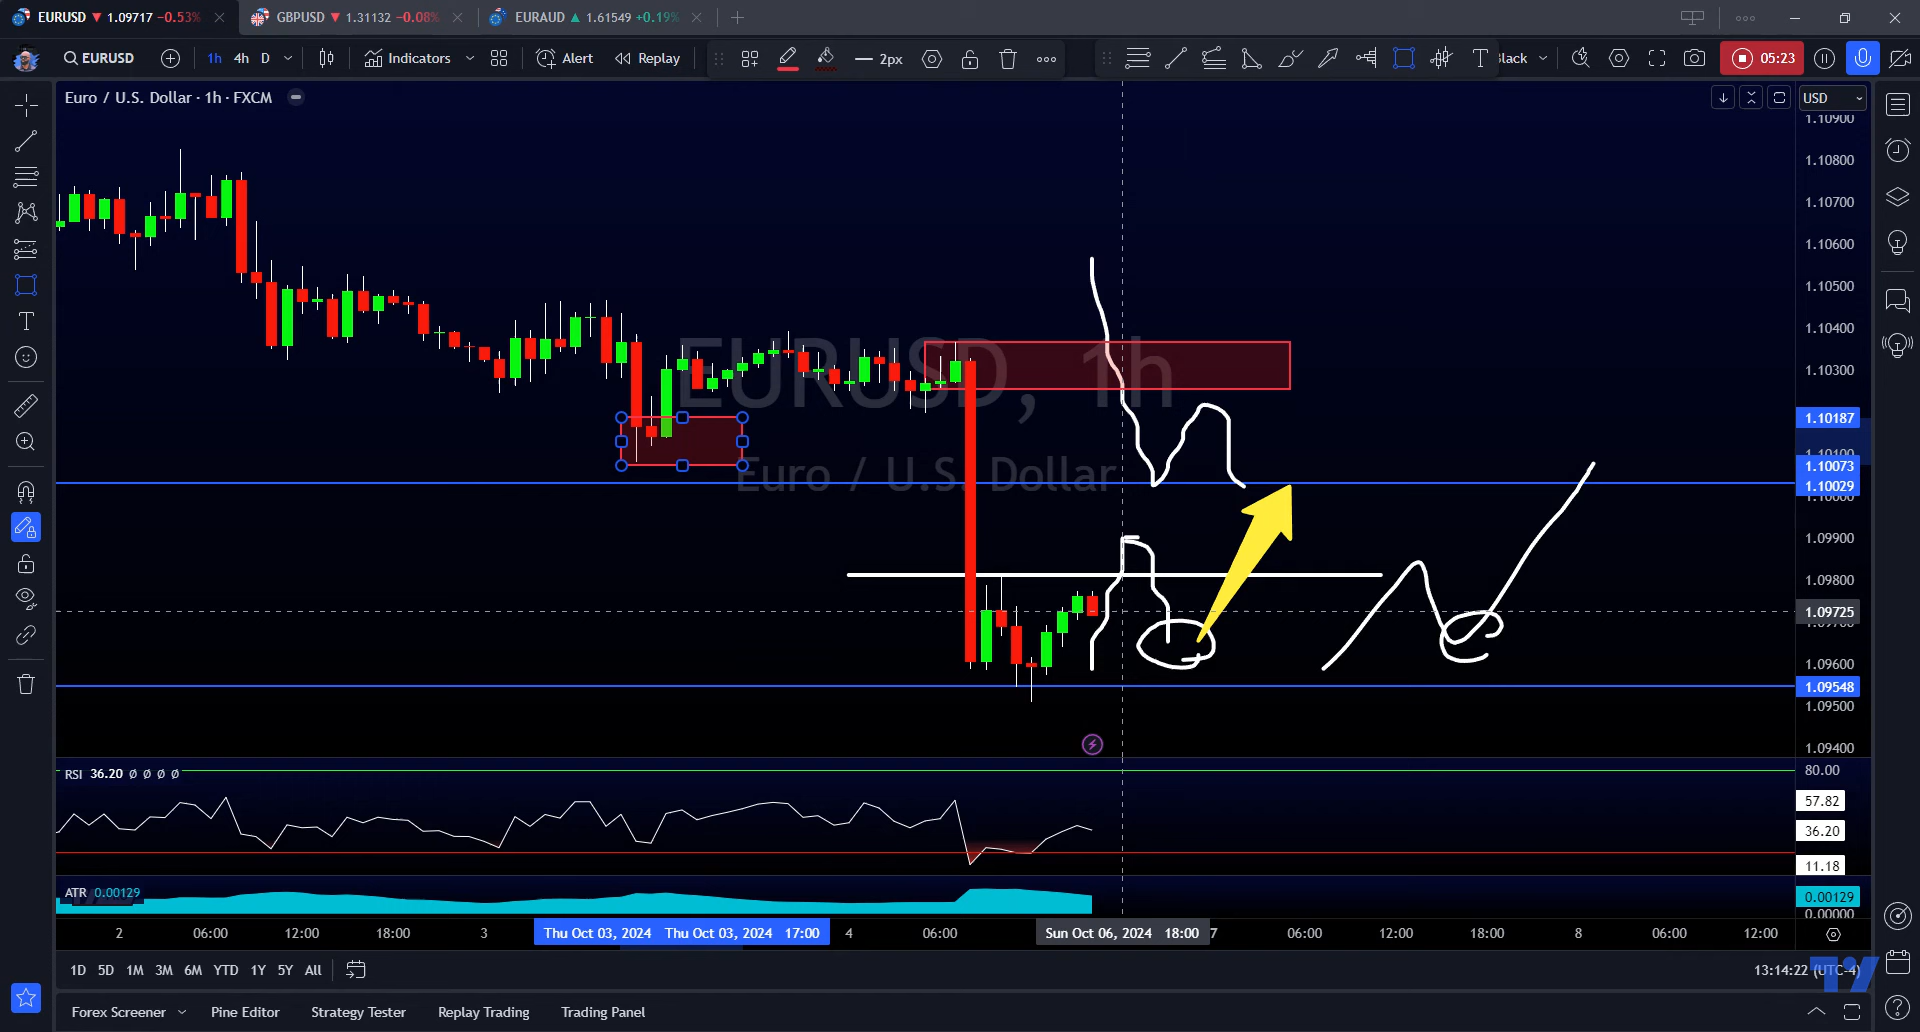 EURUSD ▼ 1.09717 −0.53%
GBPUSD ▼ 1.31132 −0.08%
EURAUD ▲ 1.61549 +0.19%
EURUSD
1h 4h D
Indicators
Alert
Replay
2px
lack
05:23
Euro / U.S. Dollar · 1h · FXCM
USD
1.10900
1.10800
1.10700
1.10600
1.10500
1.10400
1.10300
1.10187
1.10100
1.10073
1.10029
1.10000
1.09900
1.09800
1.09725
1.09700
1.09600
1.09548
1.09500
1.09400
EURUSD, 1h
Euro / U.S. Dollar
RSI 36.20 Ø Ø Ø Ø
80.00
57.82
36.20
11.18
ATR 0.00129
0.00129
0.00000
2 06:00 12:00 18:00 3 Thu Oct 03, 2024 Thu Oct 03, 2024 17:00 4 06:00 Sun Oct 06, 2024 18:00 7 06:00 12:00 18:00 8 06:00 12:00
1D 5D 1M 3M 6M YTD 1Y 5Y All
13:14:22 (UTC-4)
Forex Screener Pine Editor Strategy Tester Replay Trading Trading Panel